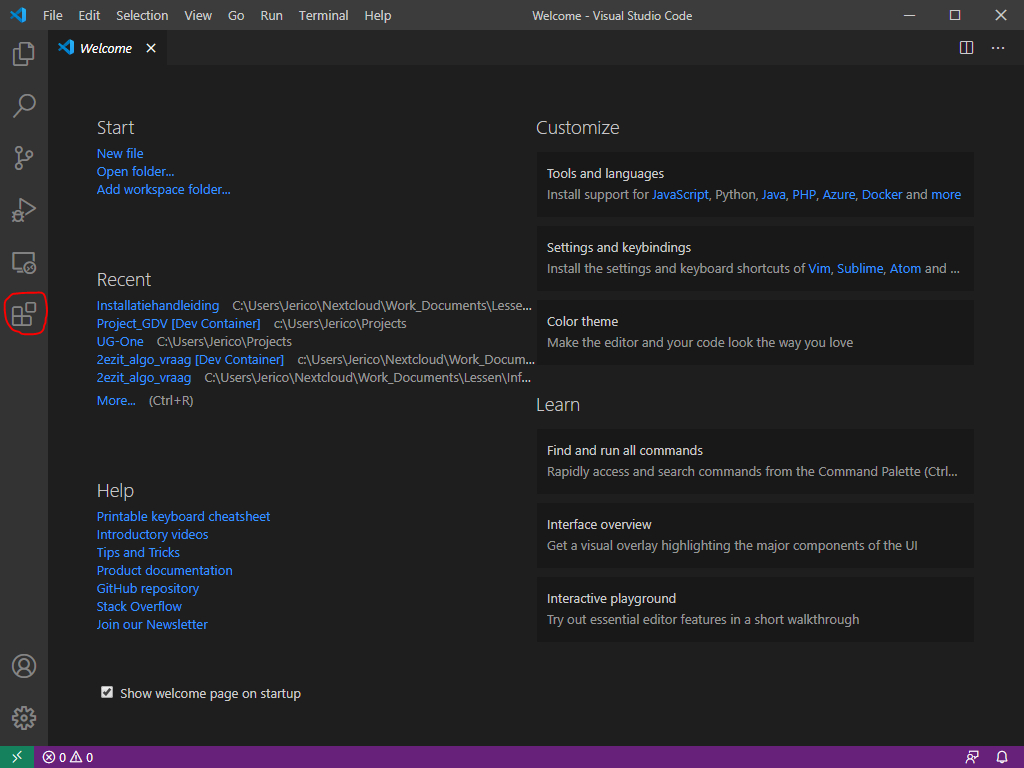 File Edit Selection View Go Run Terminal Help Welcome - Visual Studio Code
Welcome
Start
New file
Open folder...
Add workspace folder...
Recent
Installatiehandleiding C:\Users\Jerico\Nextcloud\Work_Documents\Lesse...
Project_GDV [Dev Container] c:\Users\Jerico\Projects
UG-One C:\Users\Jerico\Projects
2ezit_algo_vraag [Dev Container] c:\Users\Jerico\Nextcloud\Work_Docum...
2ezit_algo_vraag C:\Users\Jerico\Nextcloud\Work_Documents\Lessen\Inf...
More... (Ctrl+R)
Help
Printable keyboard cheatsheet
Introductory videos
Tips and Tricks
Product documentation
GitHub repository
Stack Overflow
Join our Newsletter
Show welcome page on startup
Customize
Tools and languages
Install support for JavaScript, Python, Java, PHP, Azure, Docker and more
Settings and keybindings
Install the settings and keyboard shortcuts of Vim, Sublime, Atom and ...
Color theme
Make the editor and your code look the way you love
Learn
Find and run all commands
Rapidly access and search commands from the Command Palette (Ctrl...
Interface overview
Get a visual overlay highlighting the major components of the UI
Interactive playground
Try out essential editor features in a short walkthrough
0 0